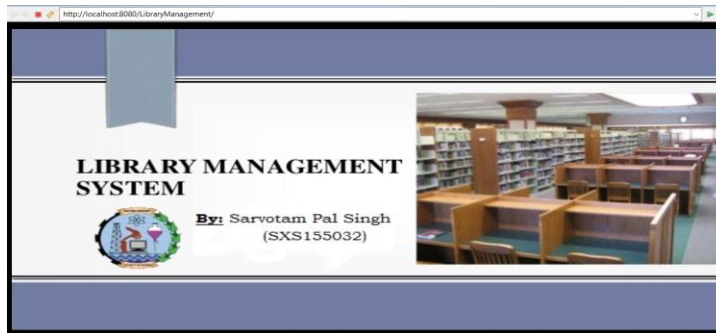 http://localhost:8080/LibraryManagement/
LIBRARY MANAGEMENT
SYSTEM
By: Sarvotam Pal Singh
(SXS155032)